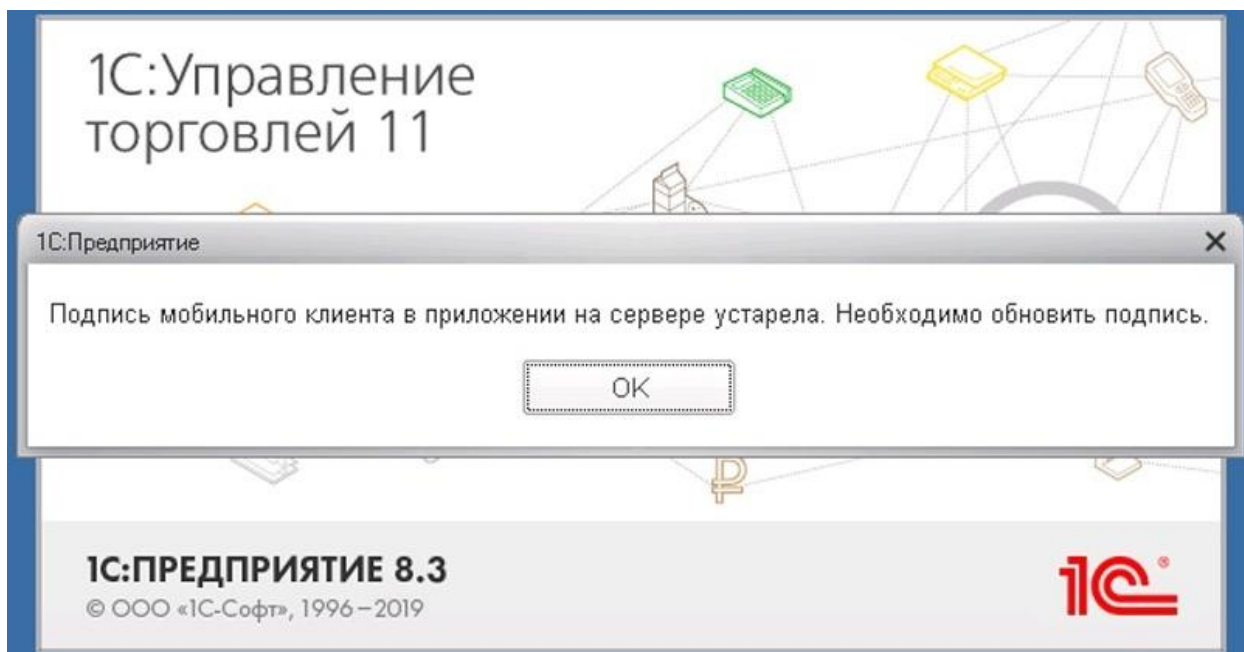 1С:Управление
торговлей 11
1С:Предприятие
Подпись мобильного клиента в приложении на сервере устарела. Необходимо обновить подпись.
OK
1С:ПРЕДПРИЯТИЕ 8.3
© ООО «1С-Софт», 1996–2019
1С®